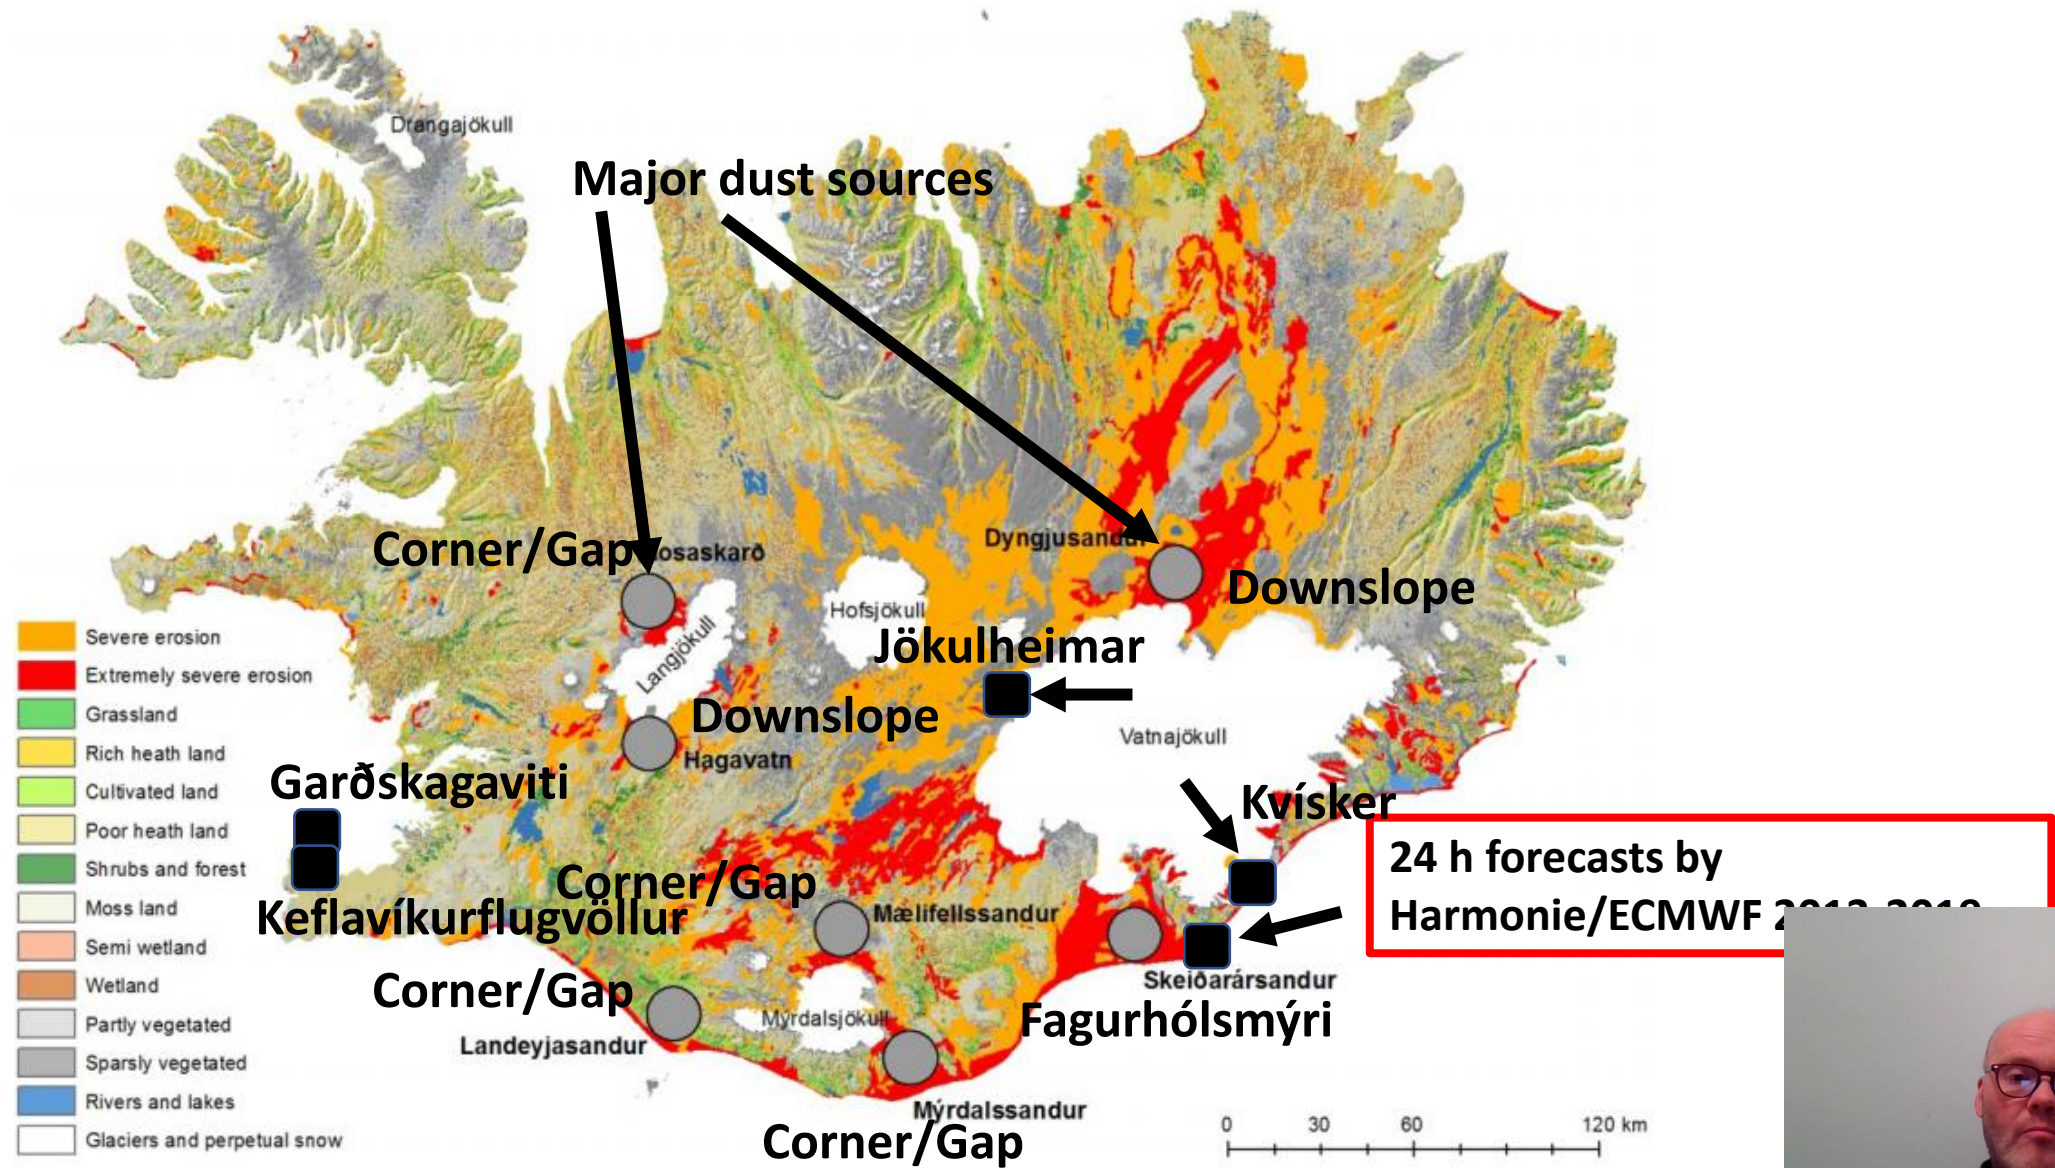 Drangajökull
Major dust sources
Corner/Gap
Dyngjusandur
Downslope
Hofsjökull
Jökulheimar
Langjökull
Downslope
Hagavatn
Vatnajökull
Kvísker
Garðskagaviti
Keflavíkurflugvöllur
Corner/Gap
Mælifellssandur
24 h forecasts by
Harmonie/ECMWF
Skeiðarársandur
Fagurhólsmýri
Corner/Gap
Landeyjasandur
Mýrdalsjökull
Mýrdalssandur
Corner/Gap
Severe erosion
Extremely severe erosion
Grassland
Rich heath land
Cultivated land
Poor heath land
Shrubs and forest
Moss land
Semi wetland
Wetland
Partly vegetated
Sparsly vegetated
Rivers and lakes
Glaciers and perpetual snow
0 30 60 120 km